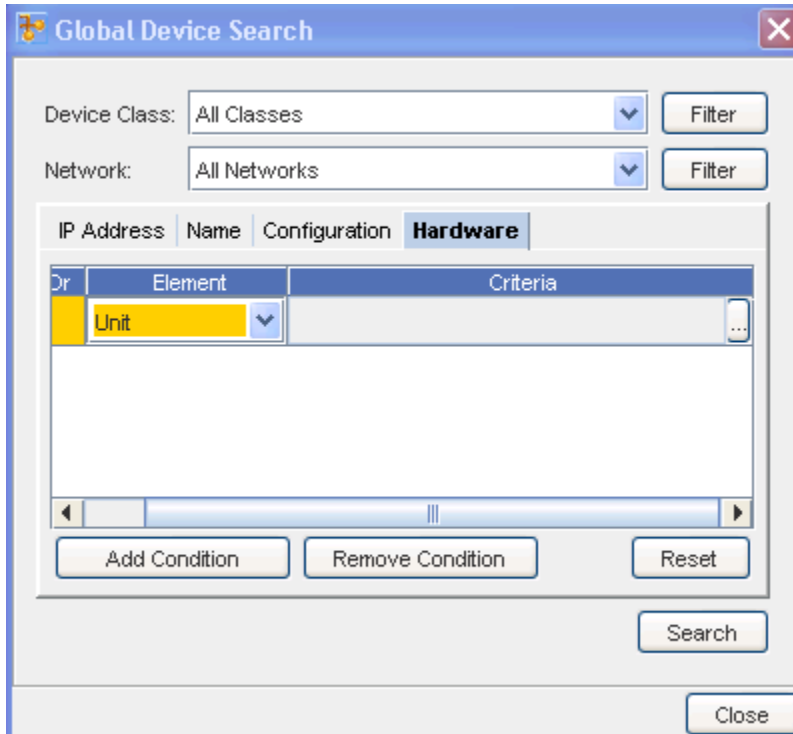 Global Device Search
Device Class: All Classes Filter
Network: All Networks Filter
IP Address Name Configuration Hardware
Or Element Criteria
Unit ...
Add Condition Remove Condition Reset
Search
Close